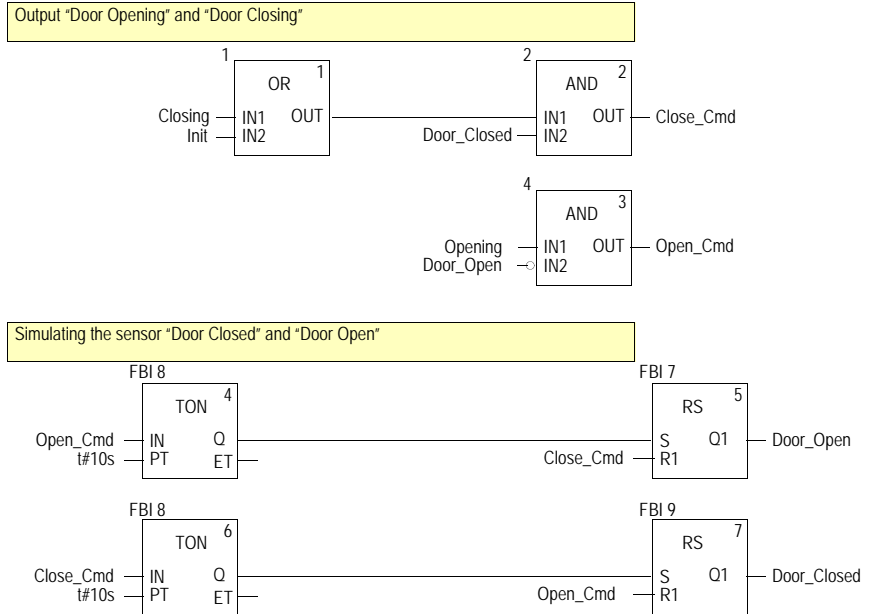 Output “Door Opening” and “Door Closing”
1
2
OR 1
AND 2
Closing IN1 OUT
IN1 OUT Close_Cmd
Init IN2
Door_Closed IN2
4
AND 3
Opening IN1 OUT Open_Cmd
Door_Open IN2
Simulating the sensor “Door Closed” and “Door Open”
FBI 8
FBI 7
TON 4
RS 5
Open_Cmd IN Q
S Q1 Door_Open
t#10s PT ET
Close_Cmd R1
FBI 8
FBI 9
TON 6
RS 7
Close_Cmd IN Q
S Q1 Door_Closed
t#10s PT ET
Open_Cmd R1